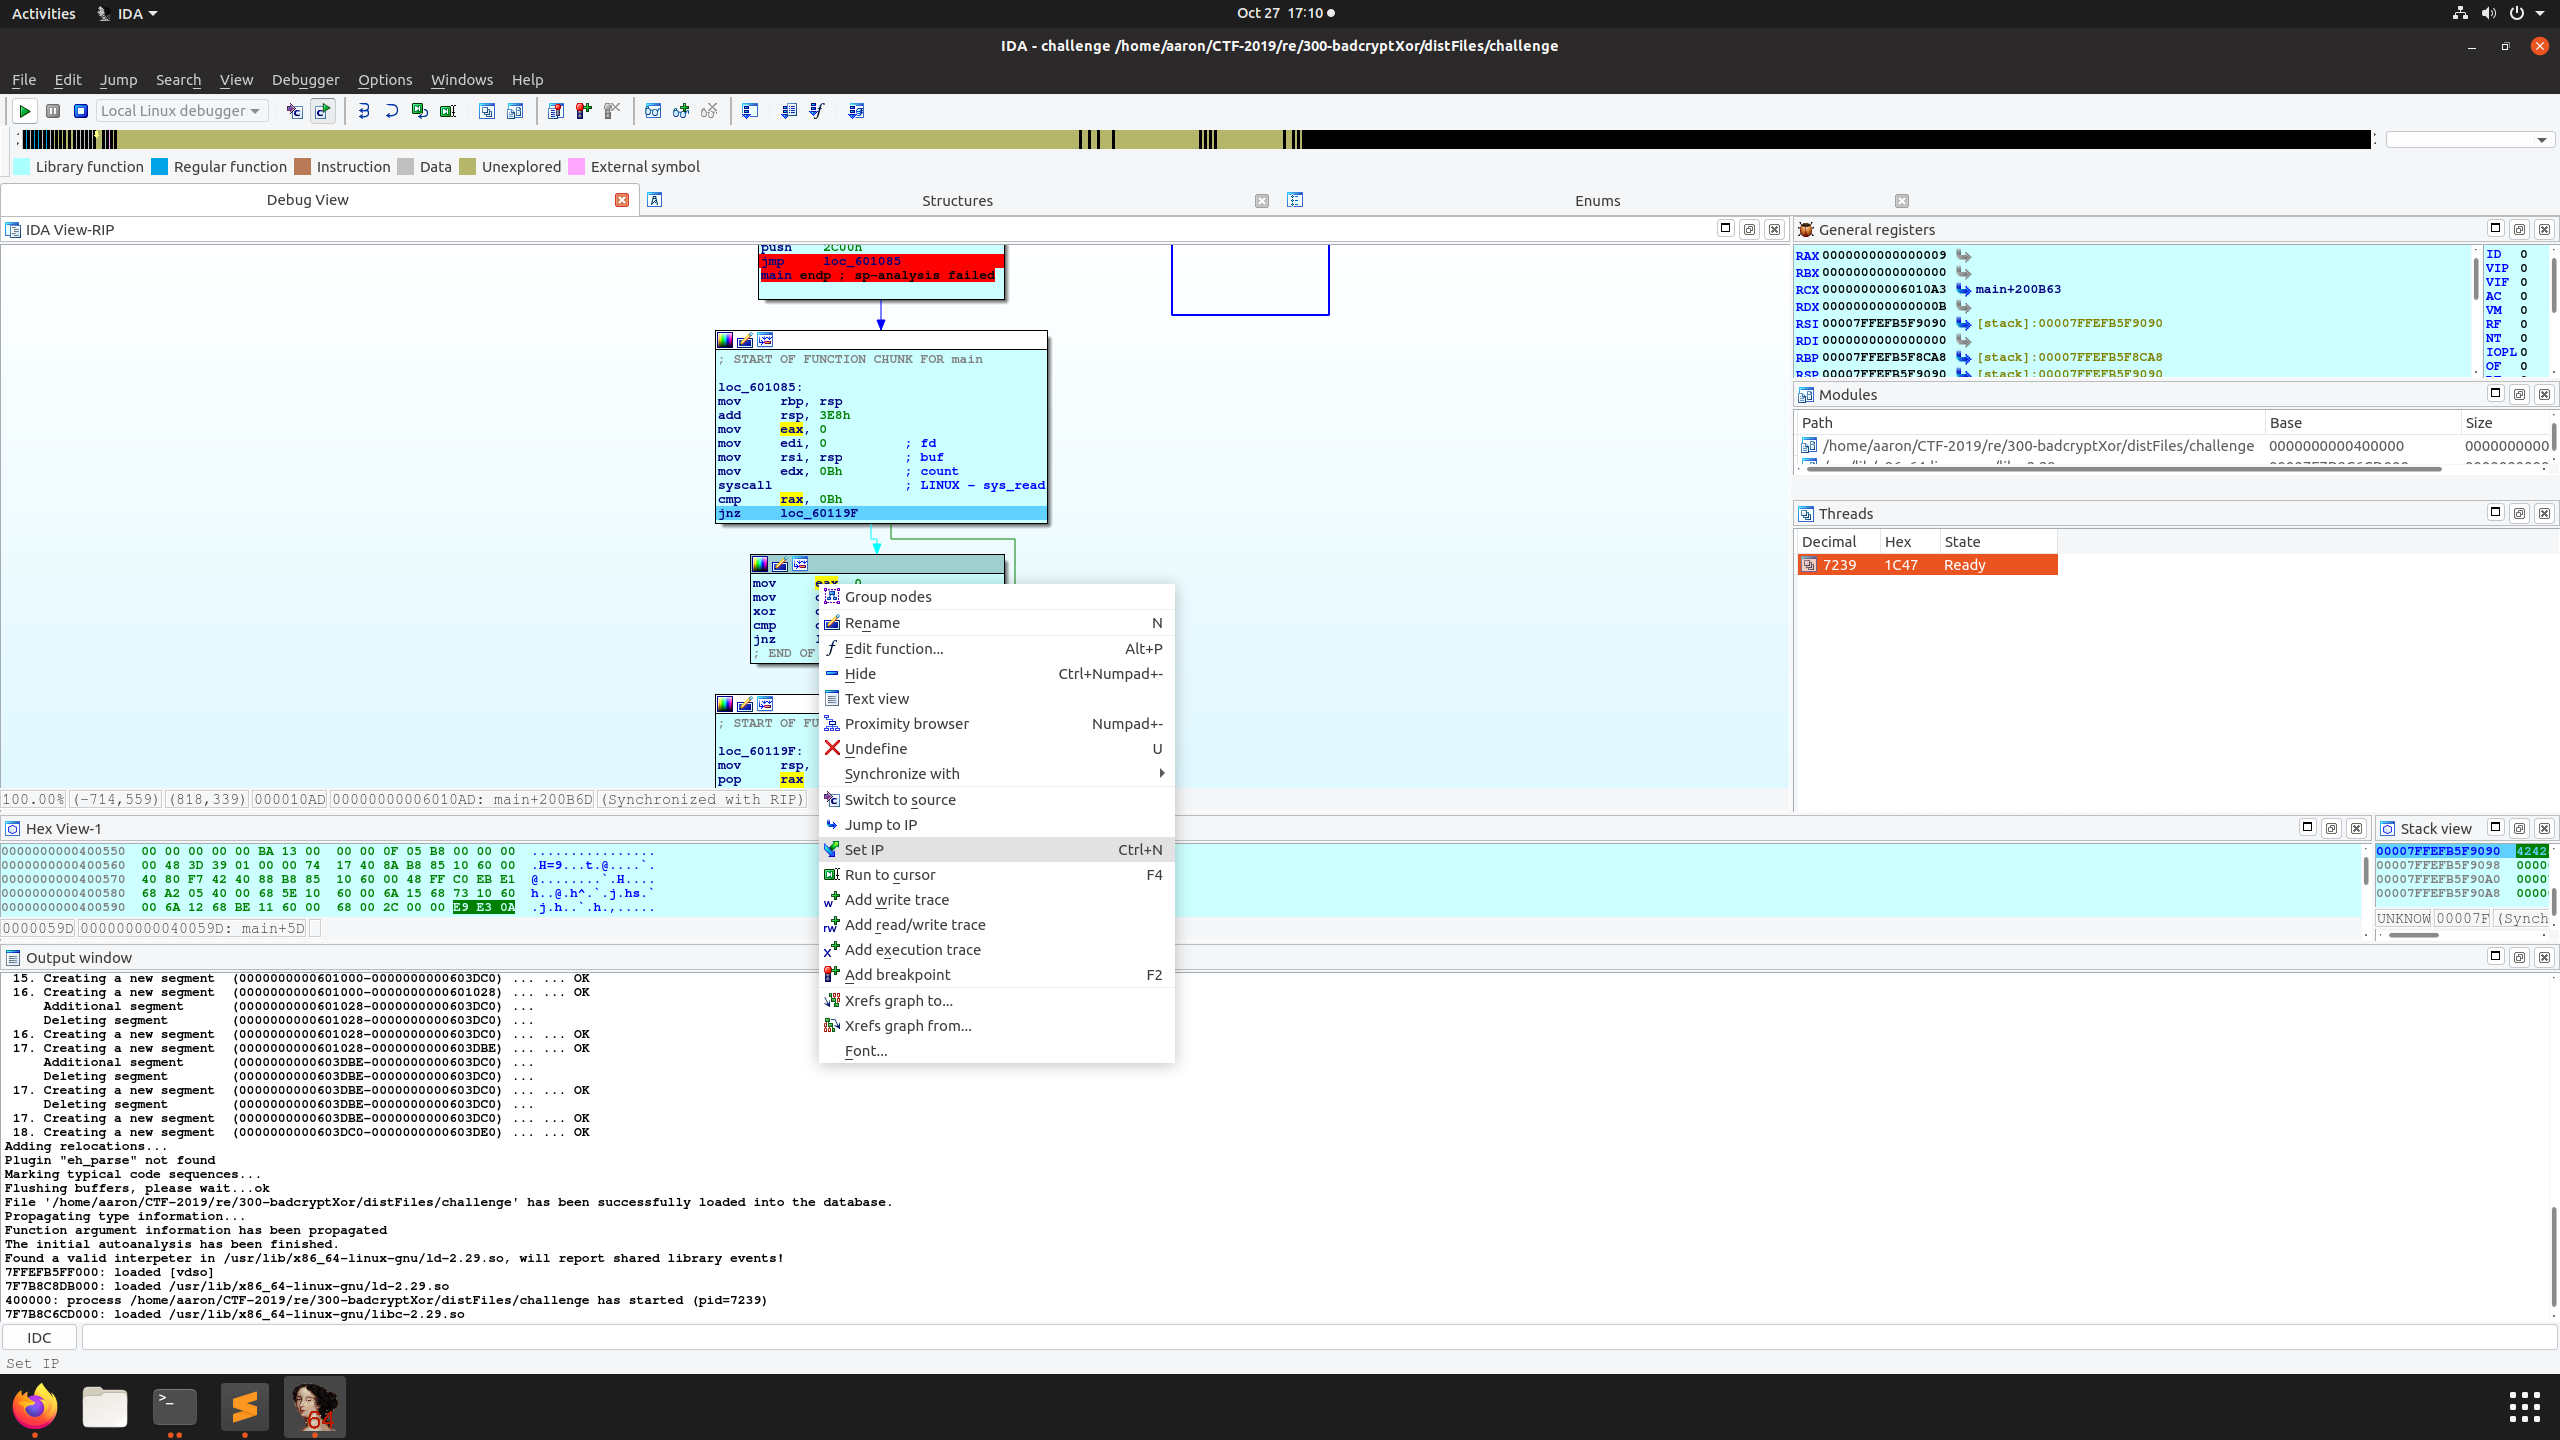 Activities IDA Oct 27 17:10
IDA - challenge /home/aaron/CTF-2019/re/300-badcryptXor/distFiles/challenge
File Edit Jump Search View Debugger Options Windows Help
Local Linux debugger
Library function Regular function Instruction Data Unexplored External symbol
Debug View Structures Enums
IDA View-RIP
push 2C00h
jmp loc_601085
main endp ; sp-analysis failed
; START OF FUNCTION CHUNK FOR main
loc_601085:
mov rbp, rsp
add rsp, 3E8h
mov eax, 0
mov edi, 0 ; fd
mov rsi, rsp ; buf
mov edx, 0Bh ; count
syscall ; LINUX - sys_read
cmp rax, 0Bh
jnz loc_60119F
mov eax, 0
mov
xor
cmp
jnz
; END OF
; START OF FU
loc_60119F:
mov rsp,
pop rax
100.00% (-714,559) (818,339) 000010AD 00000000006010AD: main+200B6D (Synchronized with RIP)
Group nodes
Rename N
Edit function... Alt+P
Hide Ctrl+Numpad+-
Text view
Proximity browser Numpad+-
Undefine U
Synchronize with
Switch to source
Jump to IP
Set IP Ctrl+N
Run to cursor F4
Add write trace
Add read/write trace
Add execution trace
Add breakpoint F2
Xrefs graph to...
Xrefs graph from...
Font...
General registers
RAX 0000000000000009
RBX 0000000000000000
RCX 00000000006010A3 main+200B63
RDX 000000000000000B
RSI 00007FFEFB5F9090 [stack]:00007FFEFB5F9090
RDI 0000000000000000
RBP 00007FFEFB5F8CA8 [stack]:00007FFEFB5F8CA8
RSP 00007FFEFB5F9090 [stack]:00007FFEFB5F9090
ID 0
VIP 0
VIF 0
AC 0
VM 0
RF 0
NT 0
IOPL 0
OF 0
Modules
Path Base Size
/home/aaron/CTF-2019/re/300-badcryptXor/distFiles/challenge 0000000000400000 0000000000
Threads
Decimal Hex State
7239 1C47 Ready
Hex View-1
0000000000400550 00 00 00 00 00 BA 13 00 00 00 0F 05 B8 00 00 00 ................
0000000000400560 00 48 3D 39 01 00 00 74 17 40 8A B8 85 10 60 00 .H=9...t.@....`.
0000000000400570 40 80 F7 42 40 88 B8 85 10 60 00 48 FF C0 EB E1 @........`.H....
0000000000400580 68 A2 05 40 00 68 5E 10 60 00 6A 15 68 73 10 60 h..@.h^.`.j.hs.`
0000000000400590 00 6A 12 68 BE 11 60 00 68 00 2C 00 00 E9 E3 0A .j.h..`.h.,.....
0000059D 000000000040059D: main+5D
Stack view
00007FFEFB5F9090 4242
00007FFEFB5F9098 0000
00007FFEFB5F90A0 0000
00007FFEFB5F90A8 0000
UNKNOW 00007F (Synch
Output window
15. Creating a new segment (0000000000601000-0000000000603DC0) ... ... OK
16. Creating a new segment (0000000000601000-0000000000601028) ... ... OK
Additional segment (0000000000601028-0000000000603DC0) ...
Deleting segment (0000000000601028-0000000000603DC0) ...
16. Creating a new segment (0000000000601028-0000000000603DC0) ... ... OK
17. Creating a new segment (0000000000601028-0000000000603DBE) ... ... OK
Additional segment (0000000000603DBE-0000000000603DC0) ...
Deleting segment (0000000000603DBE-0000000000603DC0) ...
17. Creating a new segment (0000000000603DBE-0000000000603DC0) ... ... OK
Deleting segment (0000000000603DBE-0000000000603DC0) ...
17. Creating a new segment (0000000000603DBE-0000000000603DC0) ... ... OK
18. Creating a new segment (0000000000603DC0-0000000000603DE0) ... ... OK
Adding relocations...
Plugin "eh_parse" not found
Marking typical code sequences...
Flushing buffers, please wait...ok
File '/home/aaron/CTF-2019/re/300-badcryptXor/distFiles/challenge' has been successfully loaded into the database.
Propagating type information...
Function argument information has been propagated
The initial autoanalysis has been finished.
Found a valid interpeter in /usr/lib/x86_64-linux-gnu/ld-2.29.so, will report shared library events!
7FFEFB5FF000: loaded [vdso]
7F7B8C8DB000: loaded /usr/lib/x86_64-linux-gnu/ld-2.29.so
400000: process /home/aaron/CTF-2019/re/300-badcryptXor/distFiles/challenge has started (pid=7239)
7F7B8C6CD000: loaded /usr/lib/x86_64-linux-gnu/libc-2.29.so
IDC
Set IP
64